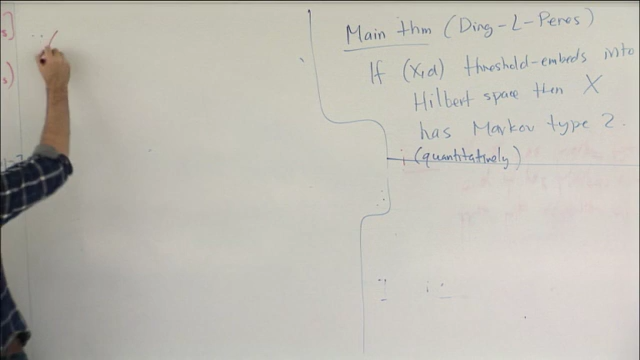 Main thm (Ding-L-Peres)
If (X,d) threshold-embeds into
Hilbert space then X
has Markov type 2.
(quantitatively)